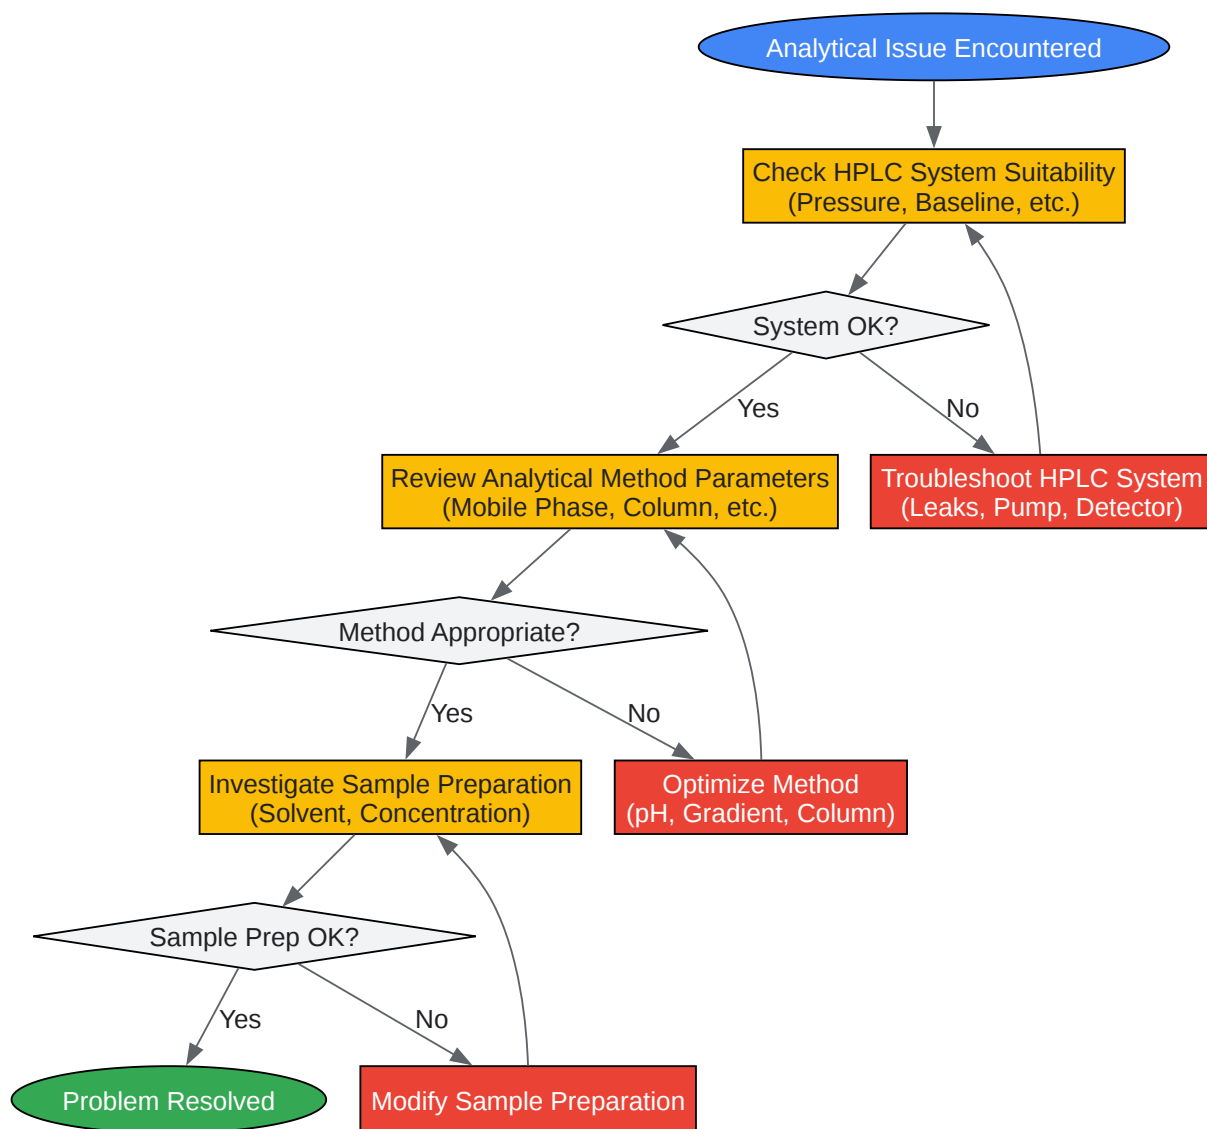 Analytical Issue Encountered
Check HPLC System Suitability
(Pressure, Baseline, etc.)
System OK?
Yes
No
Review Analytical Method Parameters
(Mobile Phase, Column, etc.)
Troubleshoot HPLC System
(Leaks, Pump, Detector)
Method Appropriate?
Yes
No
Investigate Sample Preparation
(Solvent, Concentration)
Optimize Method
(pH, Gradient, Column)
Sample Prep OK?
Yes
No
Problem Resolved
Modify Sample Preparation